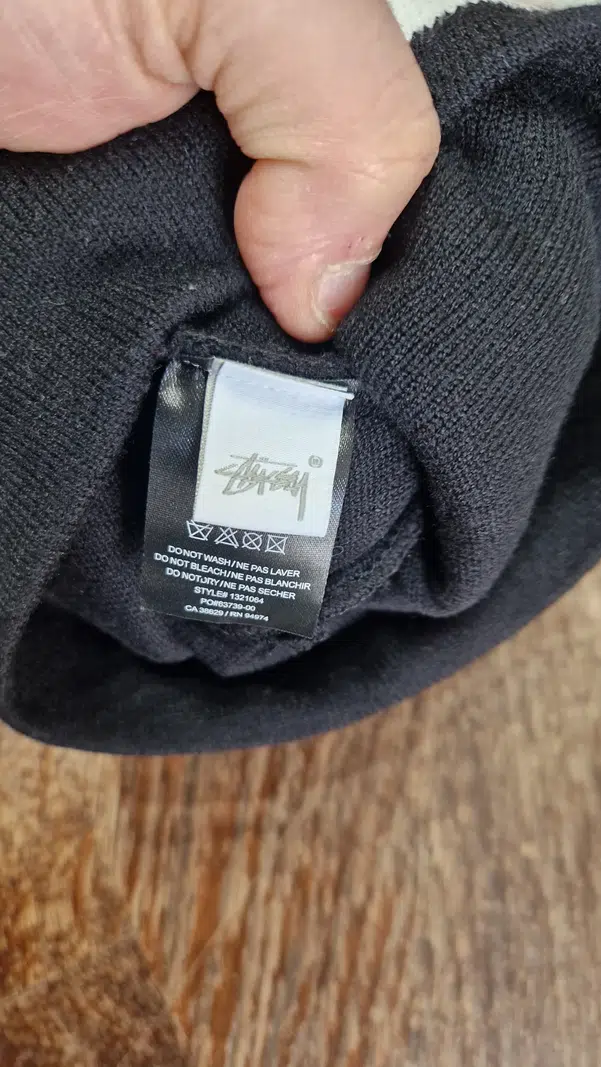 Stüssy®
DO NOT WASH/NE PAS LAVER
DO NOT BLEACH/NE PAS BLANCHIR
DO NOT DRY/NE PAS SECHER
STYLE# 1321064
PO#63739-00
CA 38629 / RN 94974